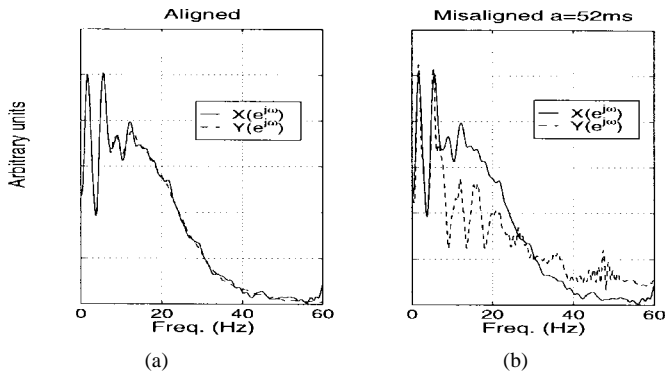 Aligned
Arbitrary units
X(e^{jω})
Y(e^{jω})
0 20 40 60
Freq. (Hz)
(a)
Misaligned a=52ms
X(e^{jω})
Y(e^{jω})
0 20 40 60
Freq. (Hz)
(b)